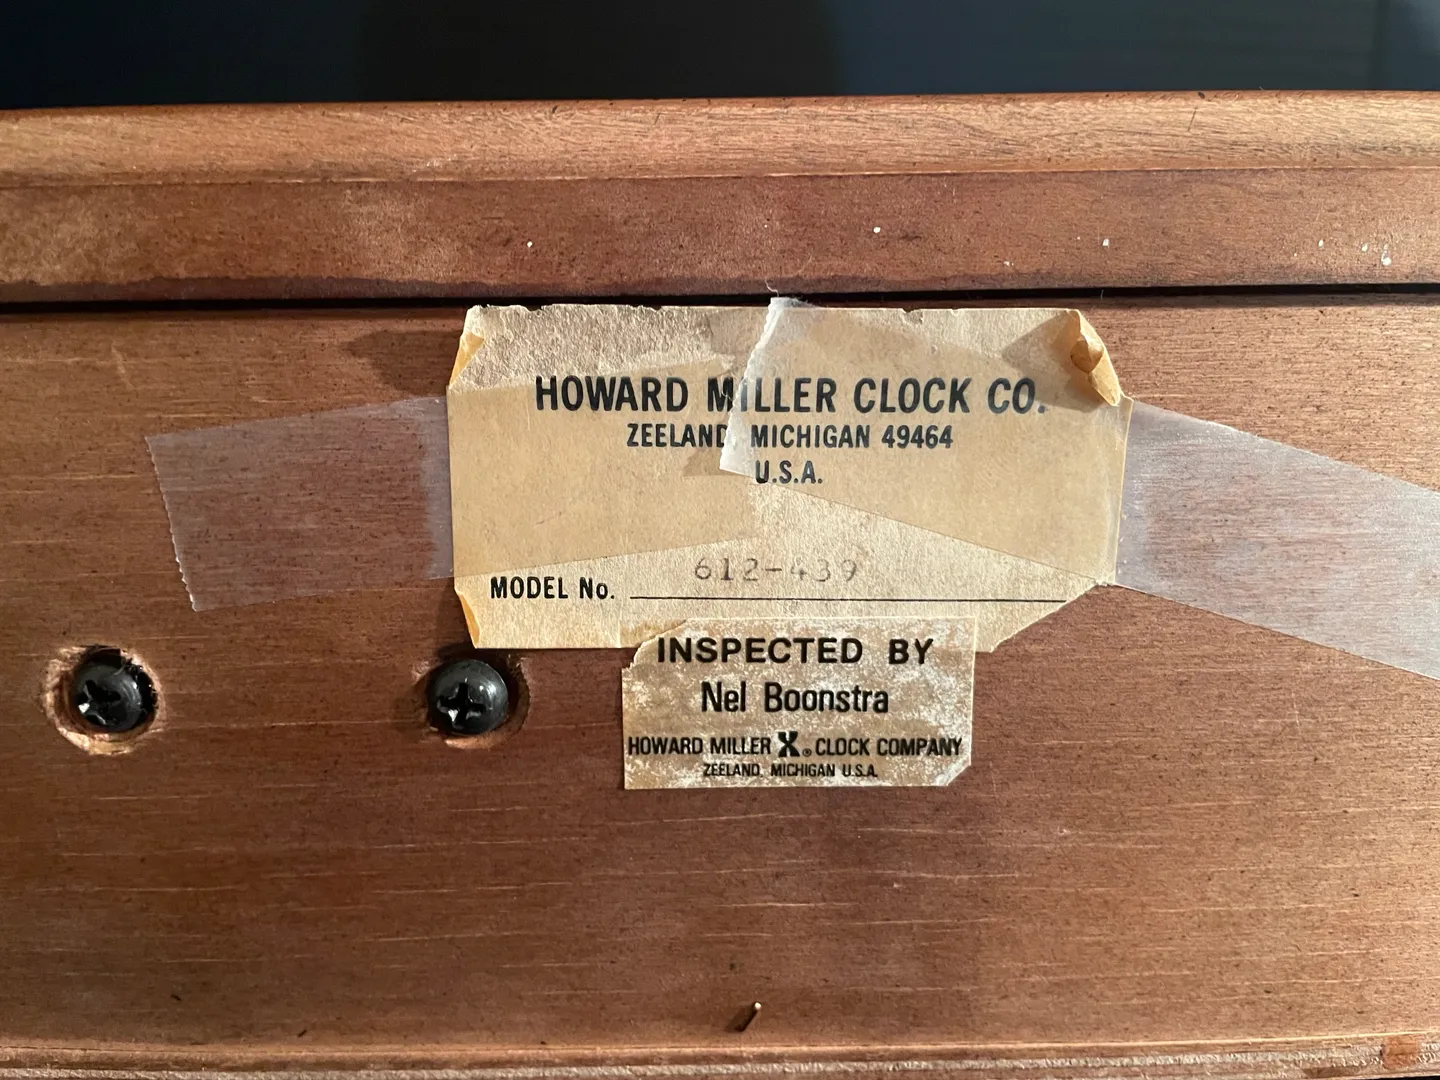 HOWARD MILLER CLOCK CO.
ZEELAND, MICHIGAN 49464
U.S.A.
MODEL No. 612-439
INSPECTED BY
Nel Boonstra
HOWARD MILLER ® CLOCK COMPANY
ZEELAND, MICHIGAN U.S.A.